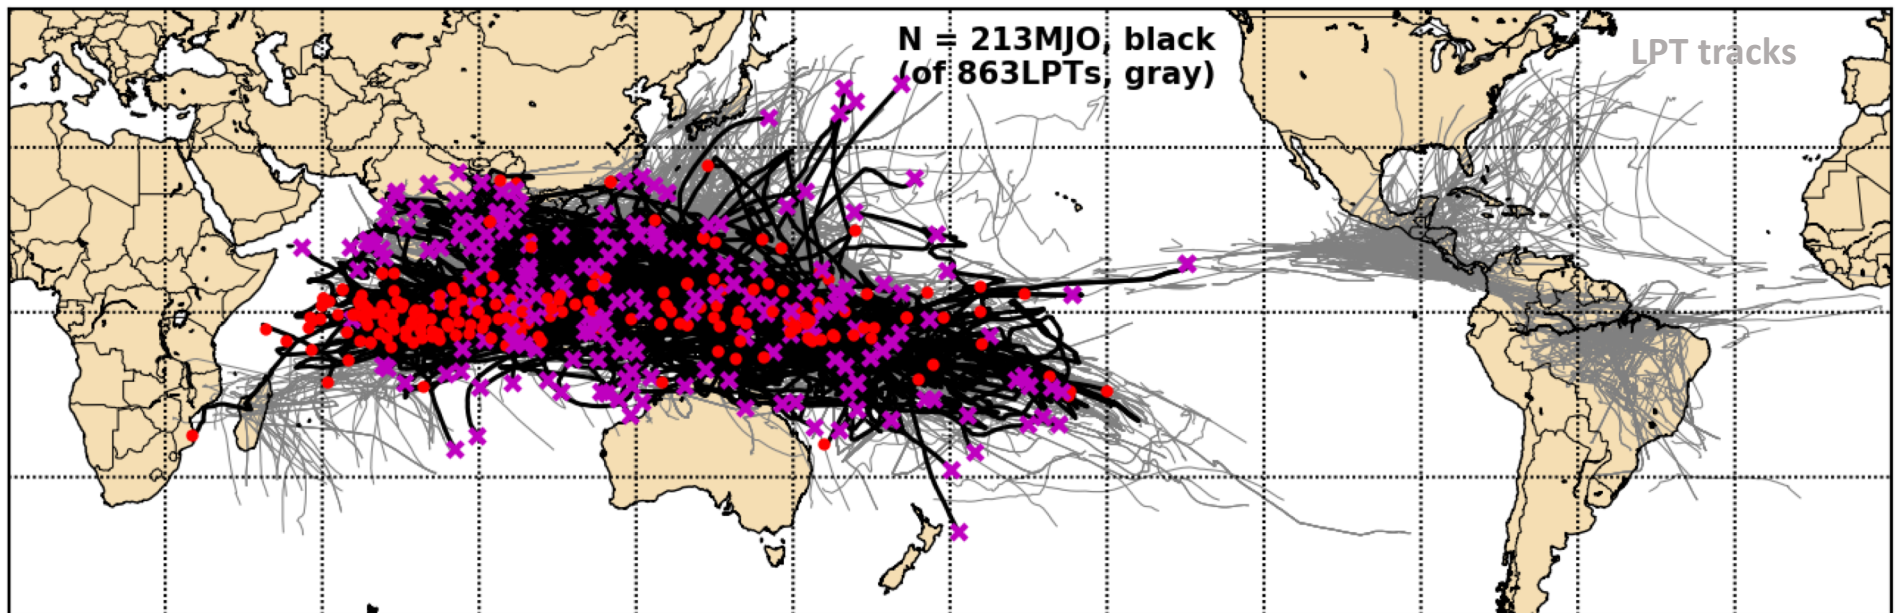 N = 213MJO, black
(of 863LPTs, gray)
LPT tracks